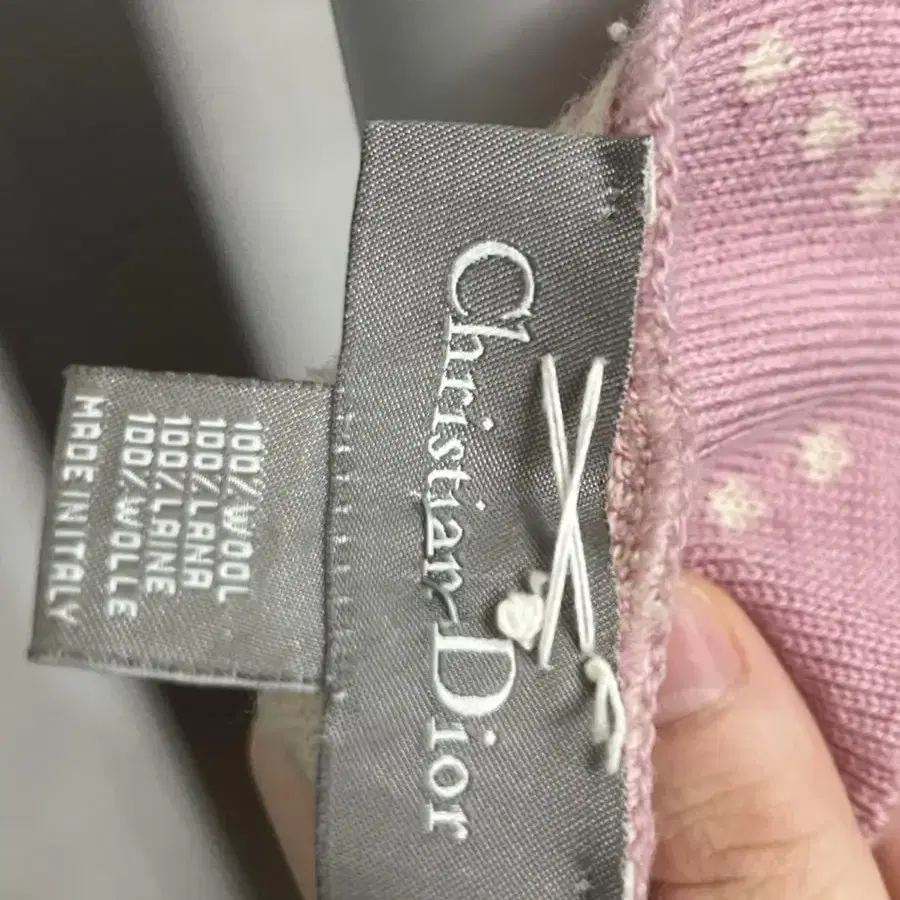 Christian Dior
100% WOOL
100% LANA
100% LAINE
100% WOLLE
MADE IN ITALY